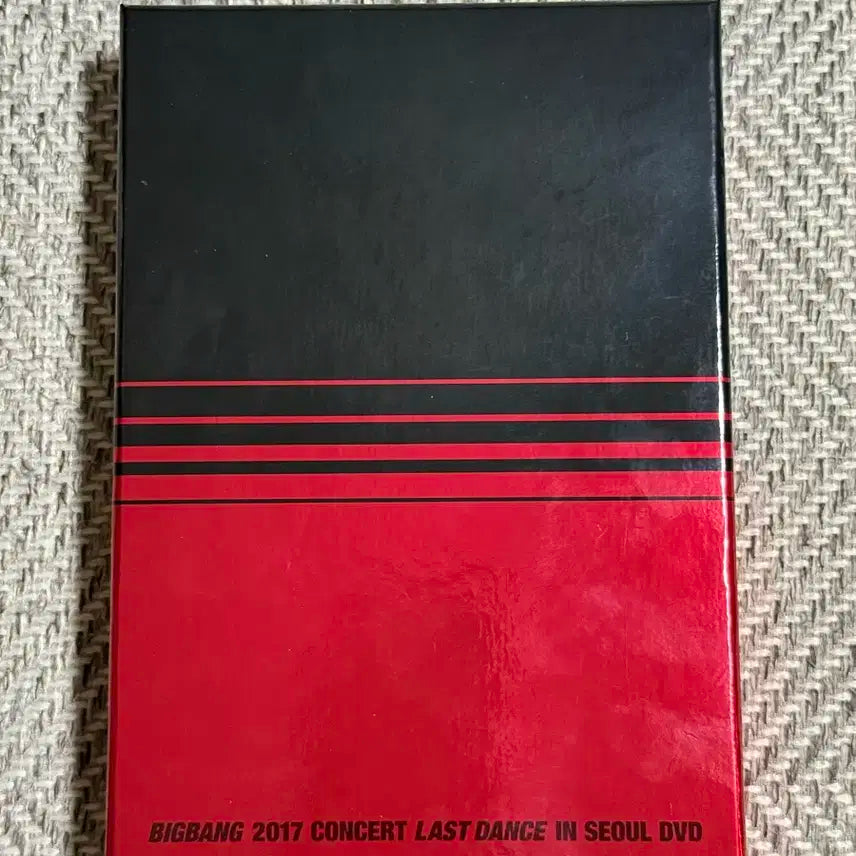 BIGBANG 2017 CONCERT LAST DANCE IN SEOUL DVD